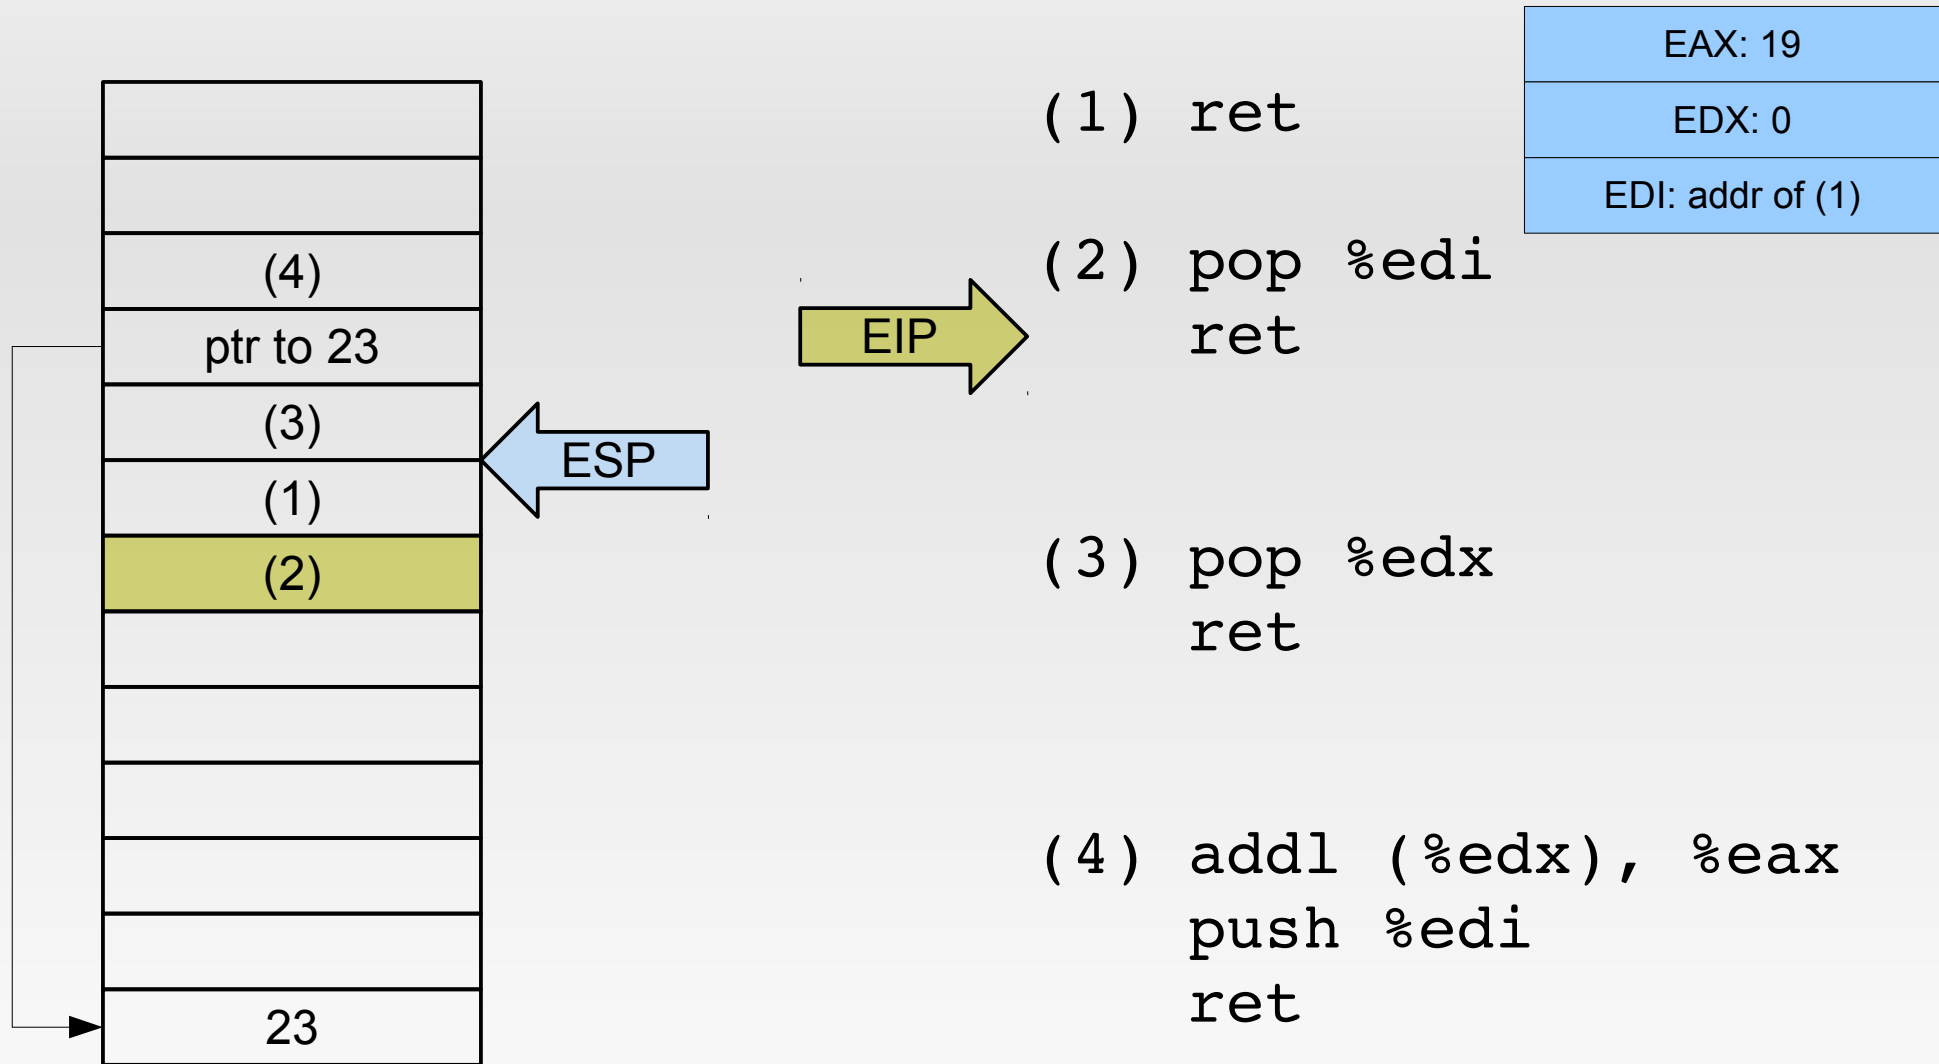 EAX: 19
EDX: 0
EDI: addr of (1)
(4)
ptr to 23
(3)
(1)
(2)
23
ESP
EIP
(1) ret
(2) pop %edi
ret
(3) pop %edx
ret
(4) addl (%edx), %eax
push %edi
ret